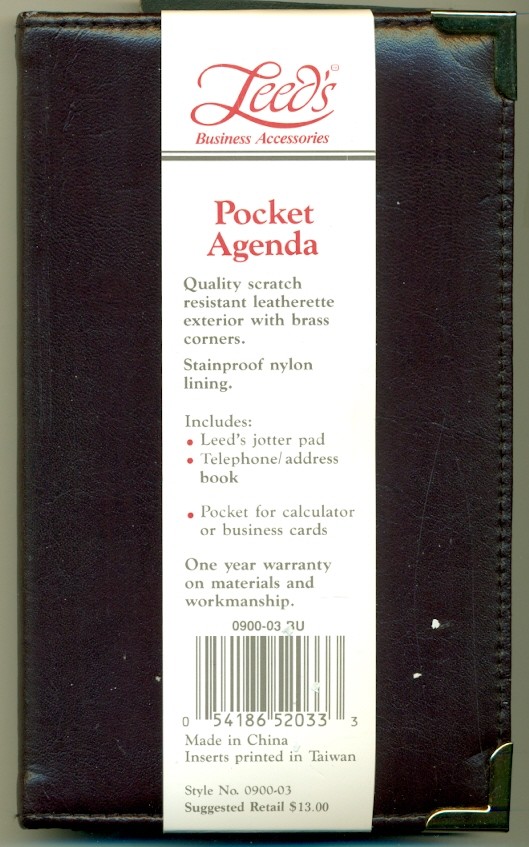 Leed's
Business Accessories
Pocket
Agenda
Quality scratch
resistant leatherette
exterior with brass
corners.
Stainproof nylon
lining.
Includes:
• Leed's jotter pad
• Telephone/address
book
• Pocket for calculator
or business cards
One year warranty
on materials and
workmanship.
0900-03 BU
0 54186 52033 3
Made in China
Inserts printed in Taiwan
Style No. 0900-03
Suggested Retail $13.00